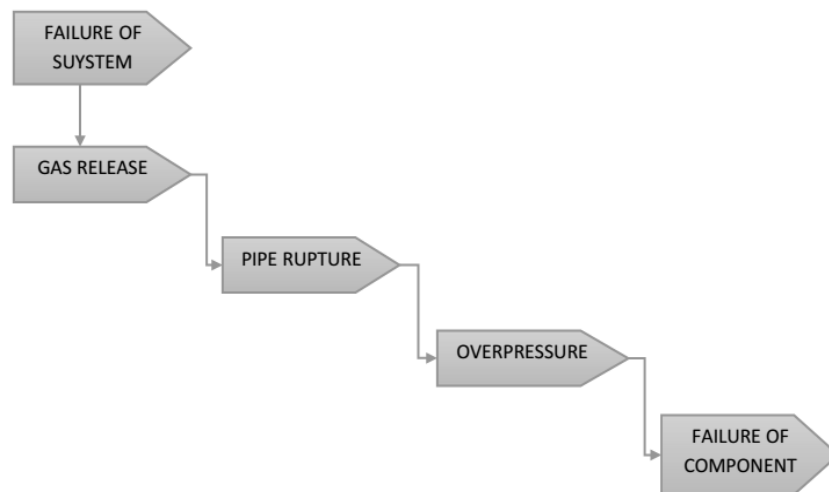 FAILURE OF
SUYSTEM
GAS RELEASE
PIPE RUPTURE
OVERPRESSURE
FAILURE OF
COMPONENT